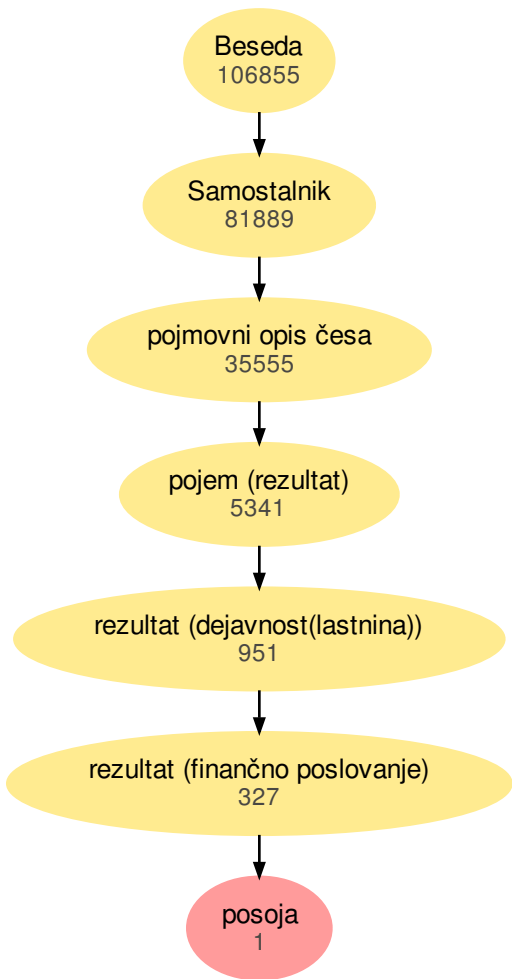 Beseda
106855
Samostalnik
81889
pojmovni opis česa
35555
pojem (rezultat)
5341
rezultat (dejavnost(lastnina))
951
rezultat (finančno poslovanje)
327
posoja
1